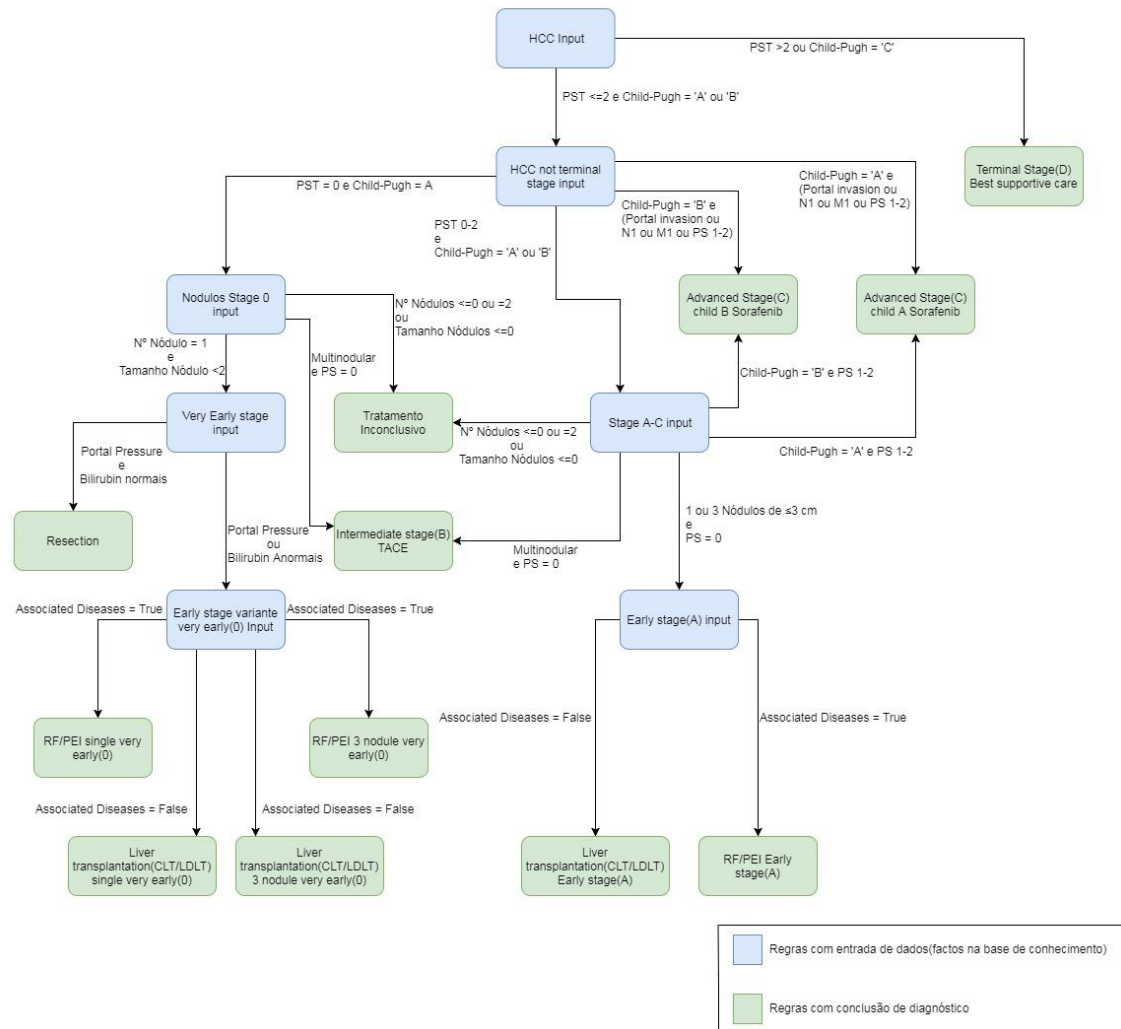 HCC Input
PST >2 ou Child-Pugh = 'C'
PST <=2 e Child-Pugh = 'A' ou 'B'
HCC not terminal
stage input
Terminal Stage(D)
Best supportive care
PST = 0 e Child-Pugh = A
Child-Pugh = 'A' e
(Portal invasion ou
N1 ou M1 ou PS 1-2)
Child-Pugh = 'B' e
(Portal invasion ou
N1 ou M1 ou PS 1-2)
PST 0-2
e
Child-Pugh = 'A' ou 'B'
Nodulos Stage 0
input
Nº Nódulos <=0 ou =2
ou
Tamanho Nódulos <=0
Advanced Stage(C)
child B Sorafenib
Advanced Stage(C)
child A Sorafenib
Nº Nódulo = 1
e
Tamanho Nódulo <2
Multinodular
e PS = 0
Child-Pugh = 'B' e PS 1-2
Very Early stage
input
Tratamento
Inconclusivo
Stage A-C input
Nº Nódulos <=0 ou =2
ou
Tamanho Nódulos <=0
Child-Pugh = 'A' e PS 1-2
Portal Pressure
e
Bilirubin normais
Resection
Portal Pressure
ou
Bilirubin Anormais
Intermediate stage(B)
TACE
Multinodular
e PS = 0
1 ou 3 Nódulos de ≤3 cm
e
PS = 0
Associated Diseases = True
Early stage variante
very early(0) Input
Associated Diseases = True
Early stage(A) input
RF/PEI single very
early(0)
RF/PEI 3 nodule very
early(0)
Associated Diseases = False
Associated Diseases = True
Associated Diseases = False
Associated Diseases = False
Liver
transplantation(CLT/LDLT)
single very early(0)
Liver
transplantation(CLT/LDLT)
3 nodule very early(0)
Liver
transplantation(CLT/LDLT)
Early stage(A)
RF/PEI Early
stage(A)
Regras com entrada de dados(factos na base de conhecimento)
Regras com conclusão de diagnóstico